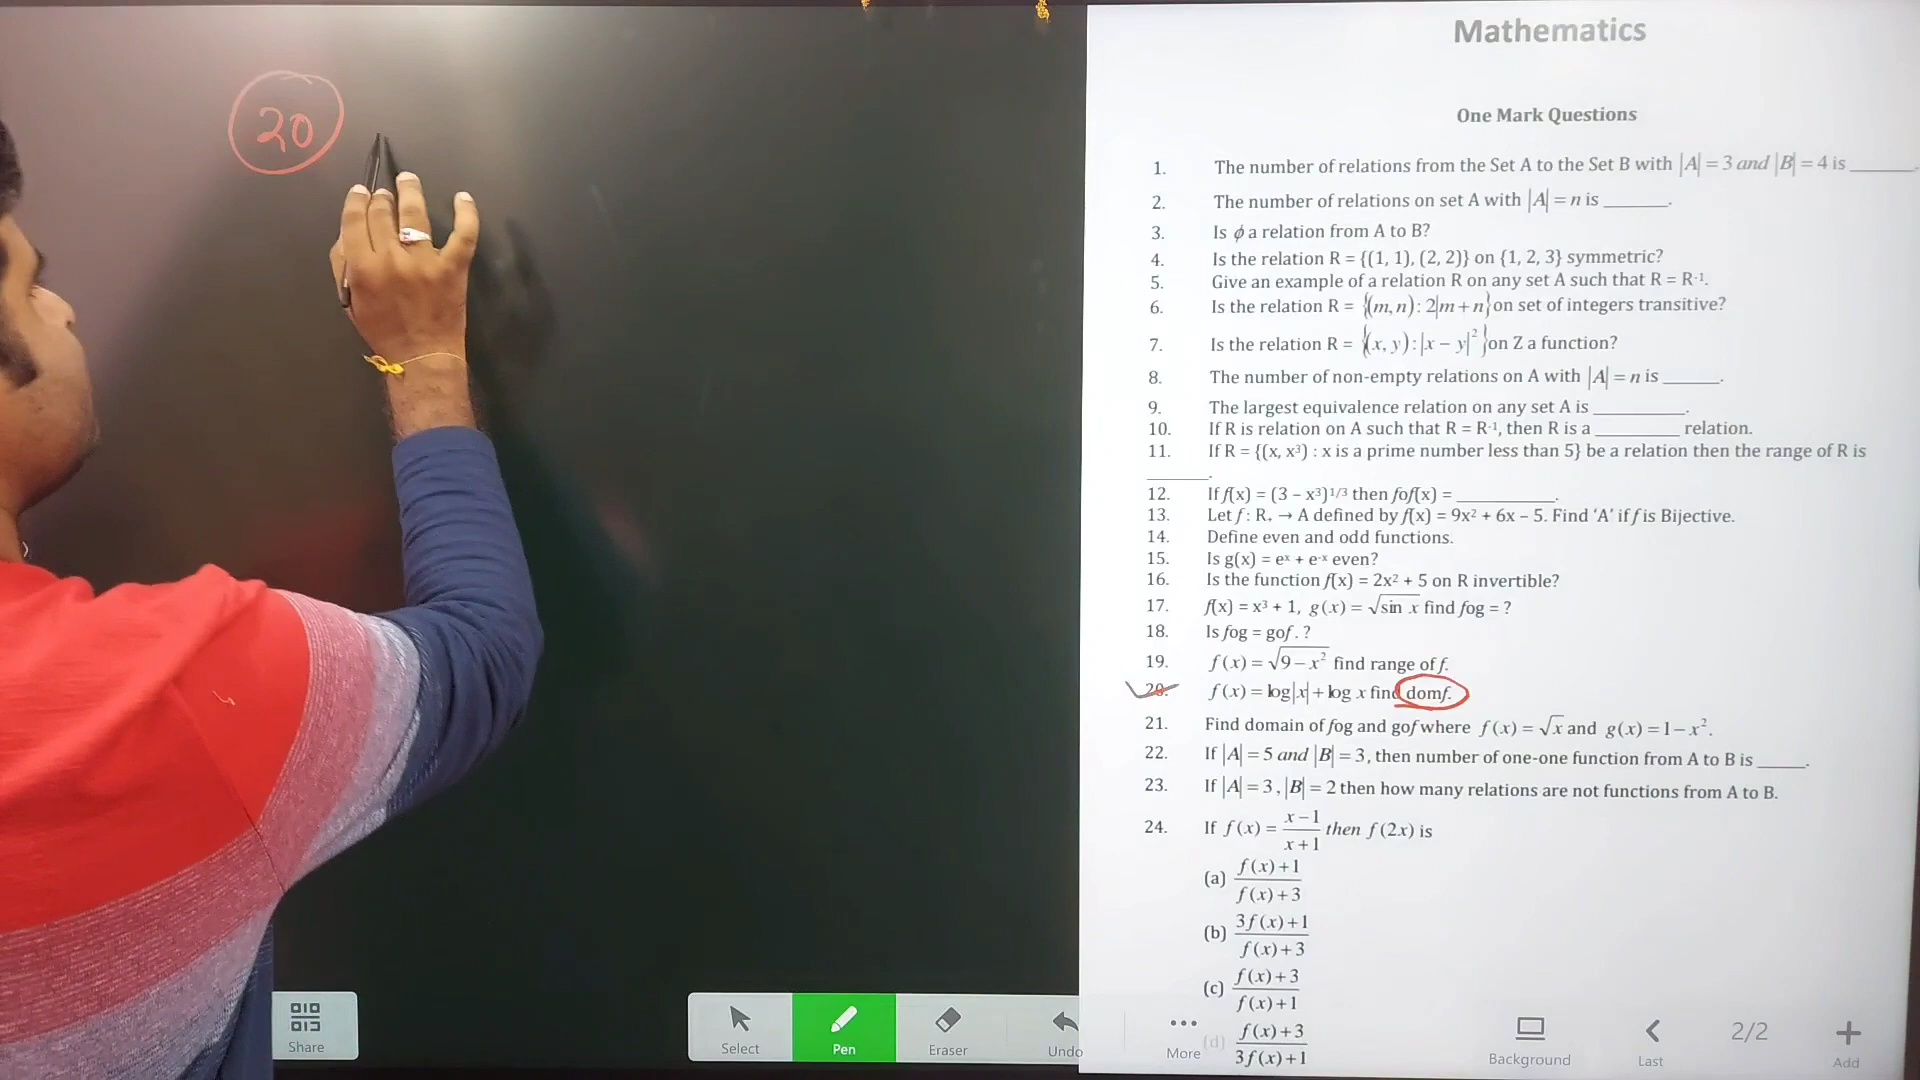 20
Mathematics
One Mark Questions
1. The number of relations from the Set A to the Set B with |A| = 3 and |B| = 4 is ______.
2. The number of relations on set A with |A| = n is ______.
3. Is ϕ a relation from A to B?
4. Is the relation R = {(1, 1), (2, 2)} on {1, 2, 3} symmetric?
5. Give an example of a relation R on any set A such that R = R⁻¹.
6. Is the relation R = {(m, n) : 2|m + n} on set of integers transitive?
7. Is the relation R = {(x, y) : |x − y|²} on Z a function?
8. The number of non-empty relations on A with |A| = n is ______.
9. The largest equivalence relation on any set A is _________.
10. If R is relation on A such that R = R⁻¹, then R is a ________ relation.
11. If R = {(x, x³) : x is a prime number less than 5} be a relation then the range of R is
______.
12. If f(x) = (3 – x³)^1/3 then fof(x) = __________.
13. Let f : R₊ → A defined by f(x) = 9x² + 6x – 5. Find ‘A’ if f is Bijective.
14. Define even and odd functions.
15. Is g(x) = eˣ + e⁻ˣ even?
16. Is the function f(x) = 2x² + 5 on R invertible?
17. f(x) = x³ + 1, g(x) = √sin x find fog = ?
18. Is fog = gof . ?
19. f(x) = √9 − x² find range of f.
20. f(x) = log|x| + log x find domf.
21. Find domain of fog and gof where f(x) = √x and g(x) = 1 − x².
22. If |A| = 5 and |B| = 3, then number of one-one function from A to B is _____.
23. If |A| = 3, |B| = 2 then how many relations are not functions from A to B.
24. If f(x) = (x − 1)/(x + 1) then f(2x) is
(a) (f(x) + 1)/(f(x) + 3)
(b) (3f(x) + 1)/(f(x) + 3)
(c) (f(x) + 3)/(f(x) + 1)
(d) (f(x) + 3)/(3f(x) + 1)
Share
Select
Pen
Eraser
Undo
More
Background
Last
2/2
Add